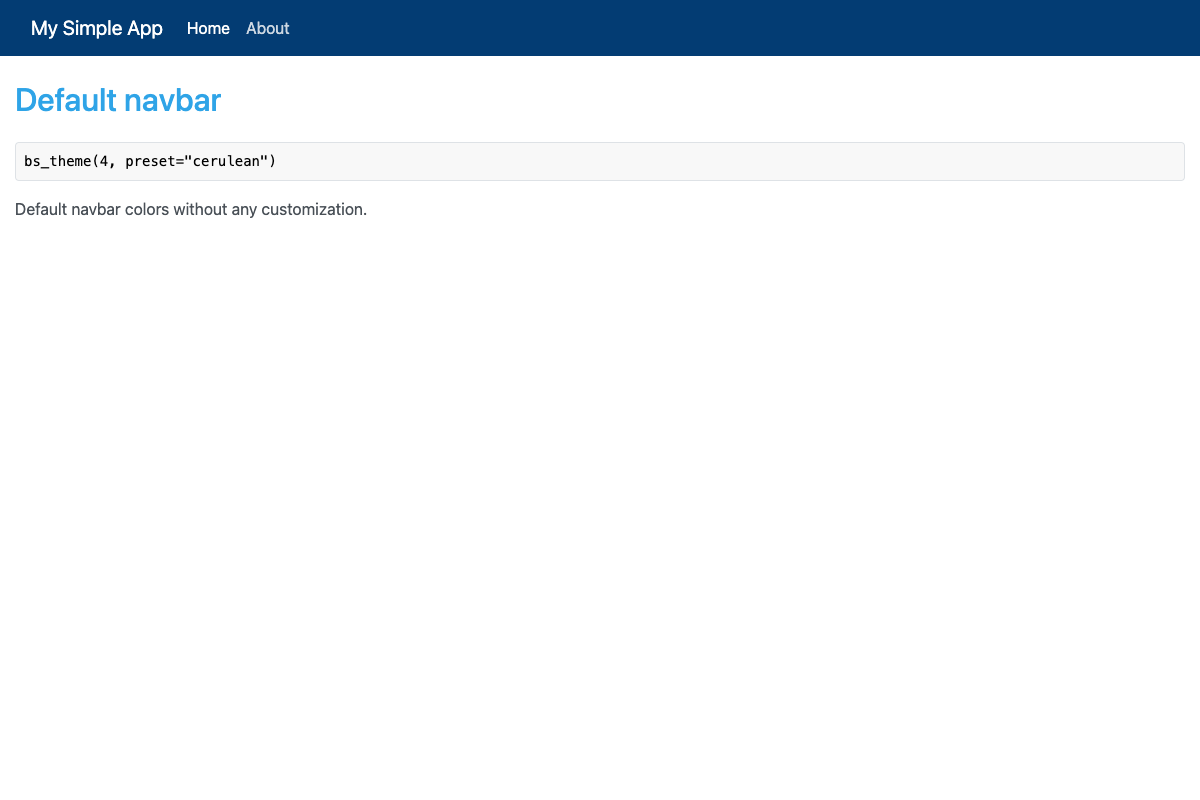 My Simple App Home About
Default navbar
bs_theme(4, preset="cerulean")
Default navbar colors without any customization.